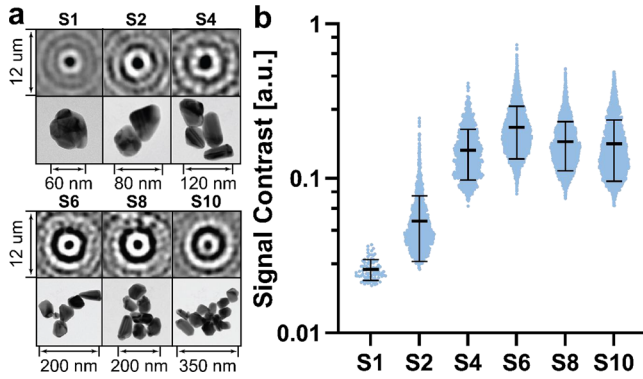 a
S1 S2 S4
12 um
60 nm 80 nm 120 nm
S6 S8 S10
12 um
200 nm 200 nm 350 nm
b
Signal Contrast [a.u.]
1
0.1
0.01
S1 S2 S4 S6 S8 S10